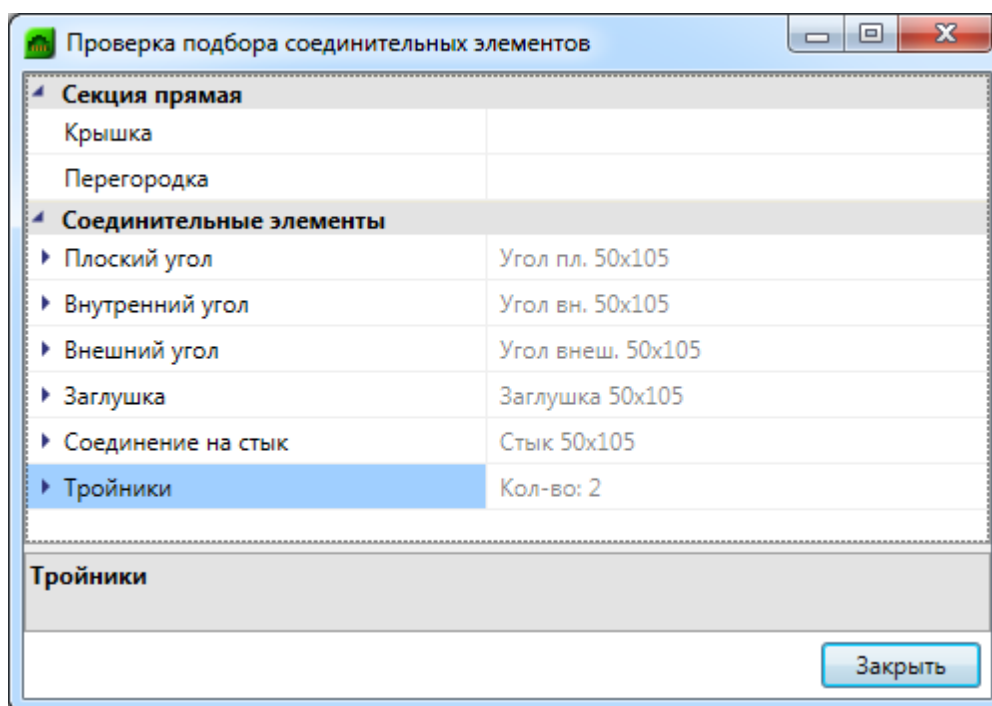 Проверка подбора соединительных элементов
Секция прямая
Крышка
Перегородка
Соединительные элементы
Плоский угол Угол пл. 50x105
Внутренний угол Угол вн. 50x105
Внешний угол Угол внеш. 50x105
Заглушка Заглушка 50x105
Соединение на стык Стык 50x105
Тройники Кол-во: 2
Тройники
Закрыть